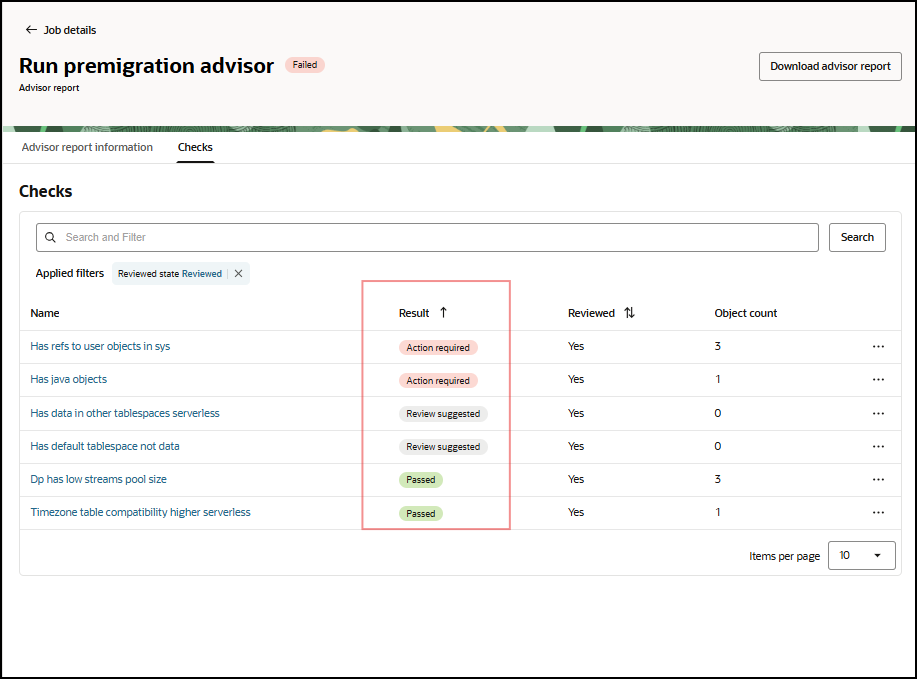 Job details
Run premigration advisor Failed
Download advisor report
Advisor report
Advisor report information Checks
Checks
Search and Filter Search
Applied filters Reviewed state Reviewed
Name Result Reviewed Object count
Has refs to user objects in sys Action required Yes 3
Has java objects Action required Yes 1
Has data in other tablespaces serverless Review suggested Yes 0
Has default tablespace not data Review suggested Yes 0
Dp has low streams pool size Passed Yes 3
Timezone table compatibility higher serverless Passed Yes 1
Items per page 10